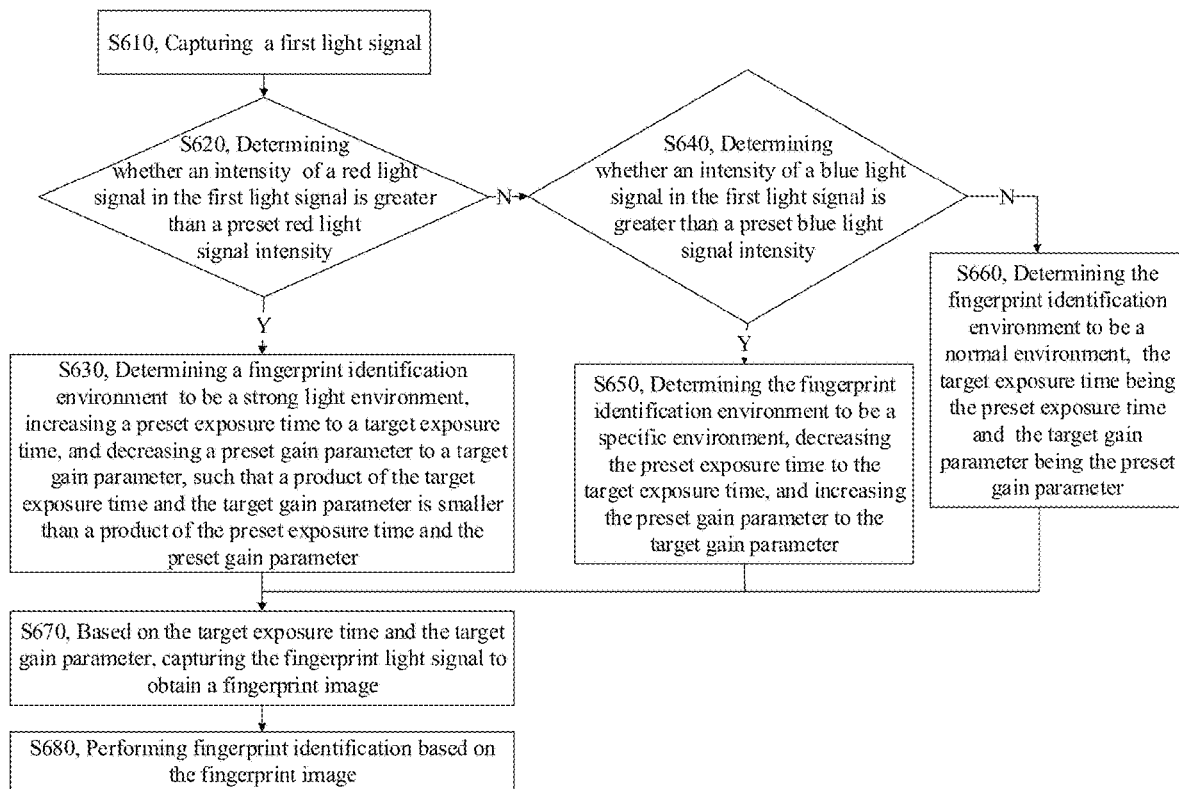 S610, Capturing a first light signal
S620, Determining
whether an intensity of a red light
signal in the first light signal is greater
than a preset red light
signal intensity
N
Y
S640, Determining
whether an intensity of a blue light
signal in the first light signal is
greater than a preset blue light
signal intensity
N
Y
S630, Determining a fingerprint identification
environment to be a strong light environment,
increasing a preset exposure time to a target exposure
time, and decreasing a preset gain parameter to a target
gain parameter, such that a product of the target
exposure time and the target gain parameter is smaller
than a product of the preset exposure time and the
preset gain parameter
S650, Determining the fingerprint
identification environment to be a
specific environment, decreasing
the preset exposure time to the
target exposure time, and increasing
the preset gain parameter to the
target gain parameter
S660, Determining the
fingerprint identification
environment to be a
normal environment, the
target exposure time being
the preset exposure time
and the target gain
parameter being the preset
gain parameter
S670, Based on the target exposure time and the target
gain parameter, capturing the fingerprint light signal to
obtain a fingerprint image
S680, Performing fingerprint identification based on
the fingerprint image